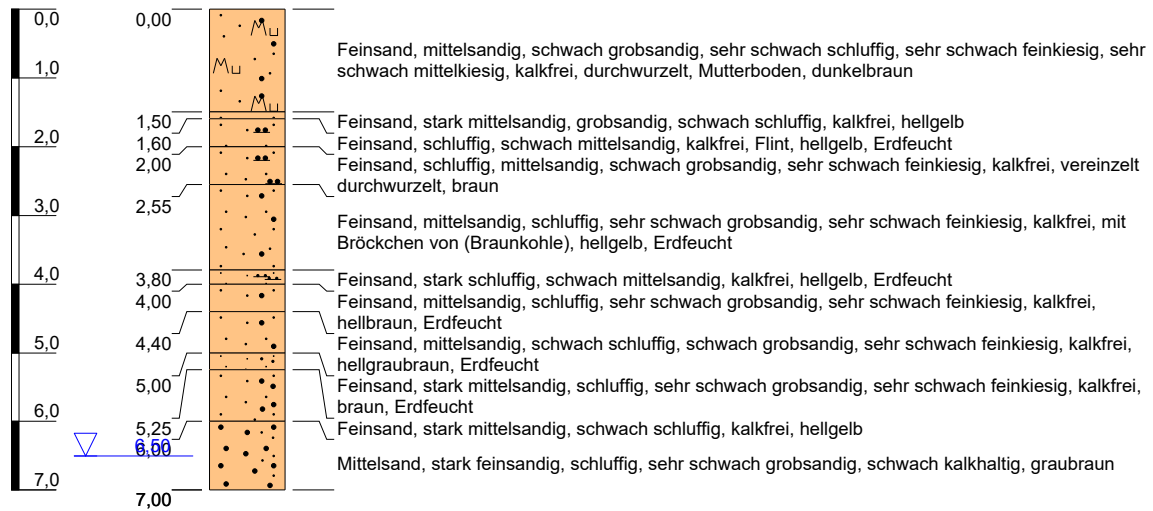 0,0
0,00
Feinsand, mittelsandig, schwach grobsandig, sehr schwach schluffig, sehr schwach feinkiesig, sehr
schwach mittelkiesig, kalkfrei, durchwurzelt, Mutterboden, dunkelbraun
Mu
Mu
Mu
1,0
1,50
Feinsand, stark mittelsandig, grobsandig, schwach schluffig, kalkfrei, hellgelb
2,0
1,60
Feinsand, schluffig, schwach mittelsandig, kalkfrei, Flint, hellgelb, Erdfeucht
2,00
Feinsand, schluffig, mittelsandig, schwach grobsandig, sehr schwach feinkiesig, kalkfrei, vereinzelt
durchwurzelt, braun
3,0
2,55
Feinsand, mittelsandig, schluffig, sehr schwach grobsandig, sehr schwach feinkiesig, kalkfrei, mit
Bröckchen von (Braunkohle), hellgelb, Erdfeucht
4,0
3,80
Feinsand, stark schluffig, schwach mittelsandig, kalkfrei, hellgelb, Erdfeucht
4,00
Feinsand, mittelsandig, schluffig, sehr schwach grobsandig, sehr schwach feinkiesig, kalkfrei,
hellbraun, Erdfeucht
5,0
4,40
Feinsand, mittelsandig, schwach schluffig, schwach grobsandig, sehr schwach feinkiesig, kalkfrei,
hellgraubraun, Erdfeucht
5,00
Feinsand, stark mittelsandig, schluffig, sehr schwach grobsandig, sehr schwach feinkiesig, kalkfrei,
braun, Erdfeucht
6,0
5,25
Feinsand, stark mittelsandig, schwach schluffig, kalkfrei, hellgelb
6,50
6,00
Mittelsand, stark feinsandig, schluffig, sehr schwach grobsandig, schwach kalkhaltig, graubraun
7,0
7,00